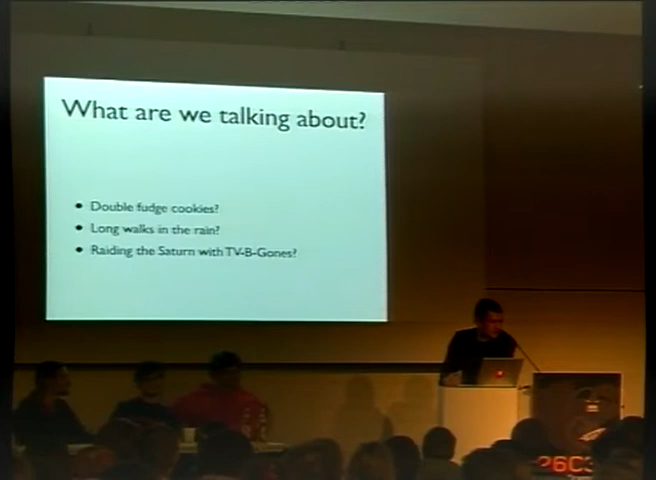 What are we talking about?
• Double fudge cookies?
• Long walks in the rain?
• Raiding the Saturn with TV-B-Gones?
26C3